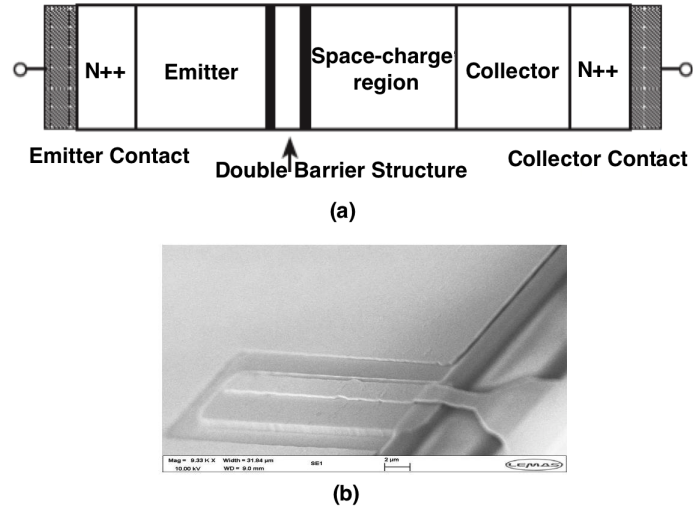 N++
Emitter
Space-charge
region
Collector
N++
Emitter Contact
Double Barrier Structure
Collector Contact
(a)
Mag = 9.33 K X Width = 31.94 µm SE1 2 µm LEMAS
10.00 kV WD = 9.0 mm
(b)